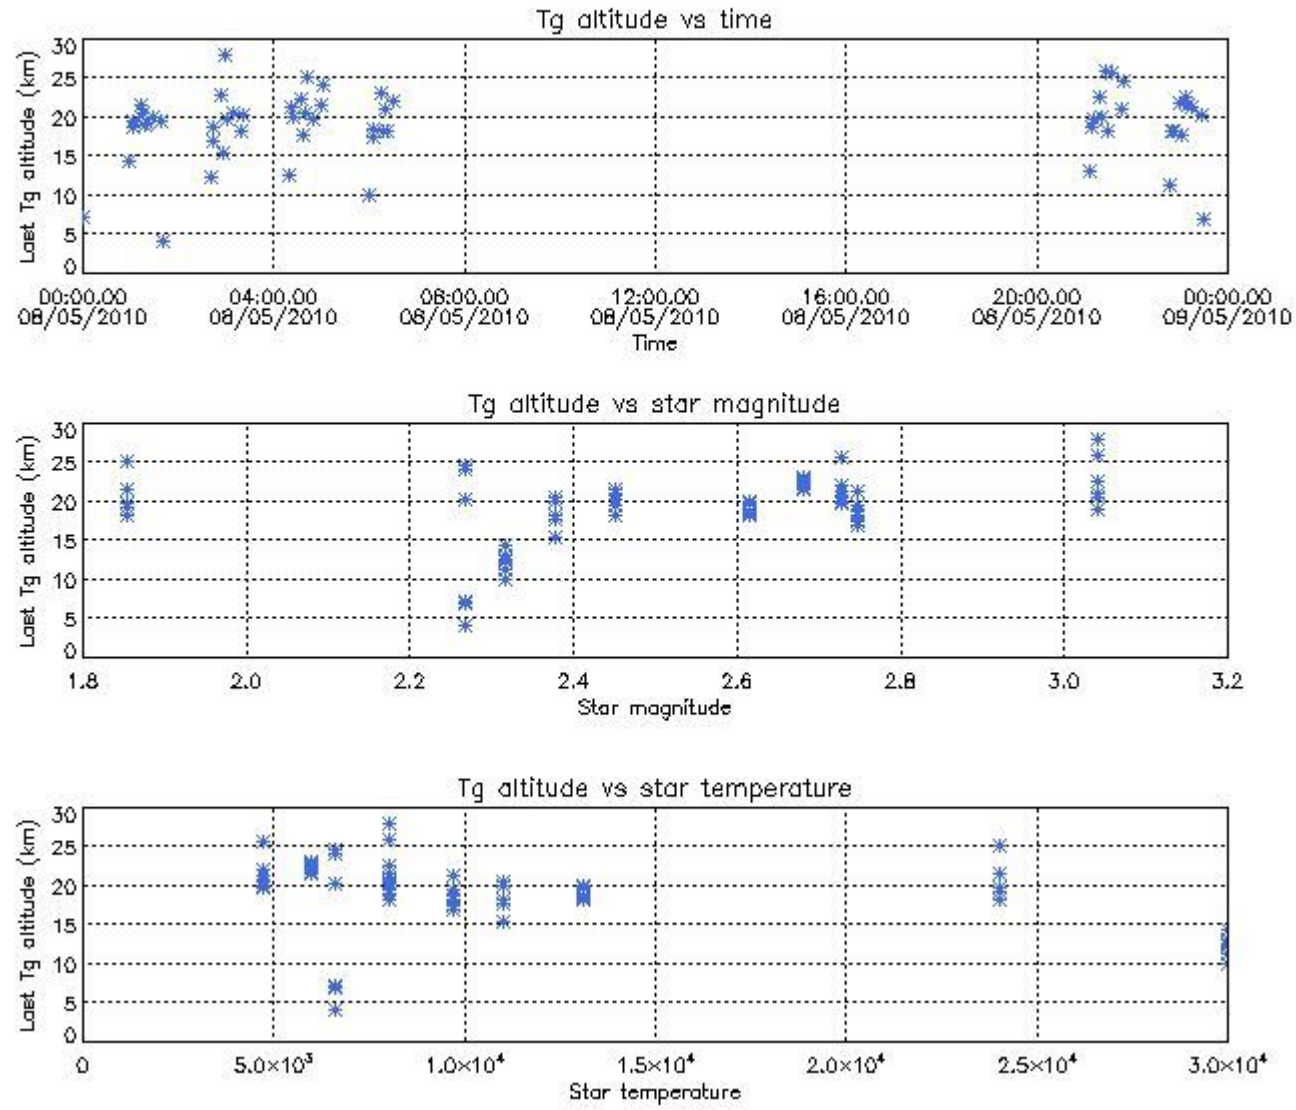 Tg altitude vs time
Last Tg altitude (km)
30
25
20
15
10
5
0
00:00.00 04:00.00 08:00.00 12:00.00 16:00.00 20:00.00 00:00.00
08/05/2010 08/05/2010 08/05/2010 08/05/2010 08/05/2010 08/05/2010 09/05/2010
Time
Tg altitude vs star magnitude
Last Tg altitude (km)
30
25
20
15
10
5
0
1.8 2.0 2.2 2.4 2.6 2.8 3.0 3.2
Star magnitude
Tg altitude vs star temperature
Last Tg altitude (km)
30
25
20
15
10
5
0
0 5.0×10³ 1.0×10⁴ 1.5×10⁴ 2.0×10⁴ 2.5×10⁴ 3.0×10⁴
Star temperature